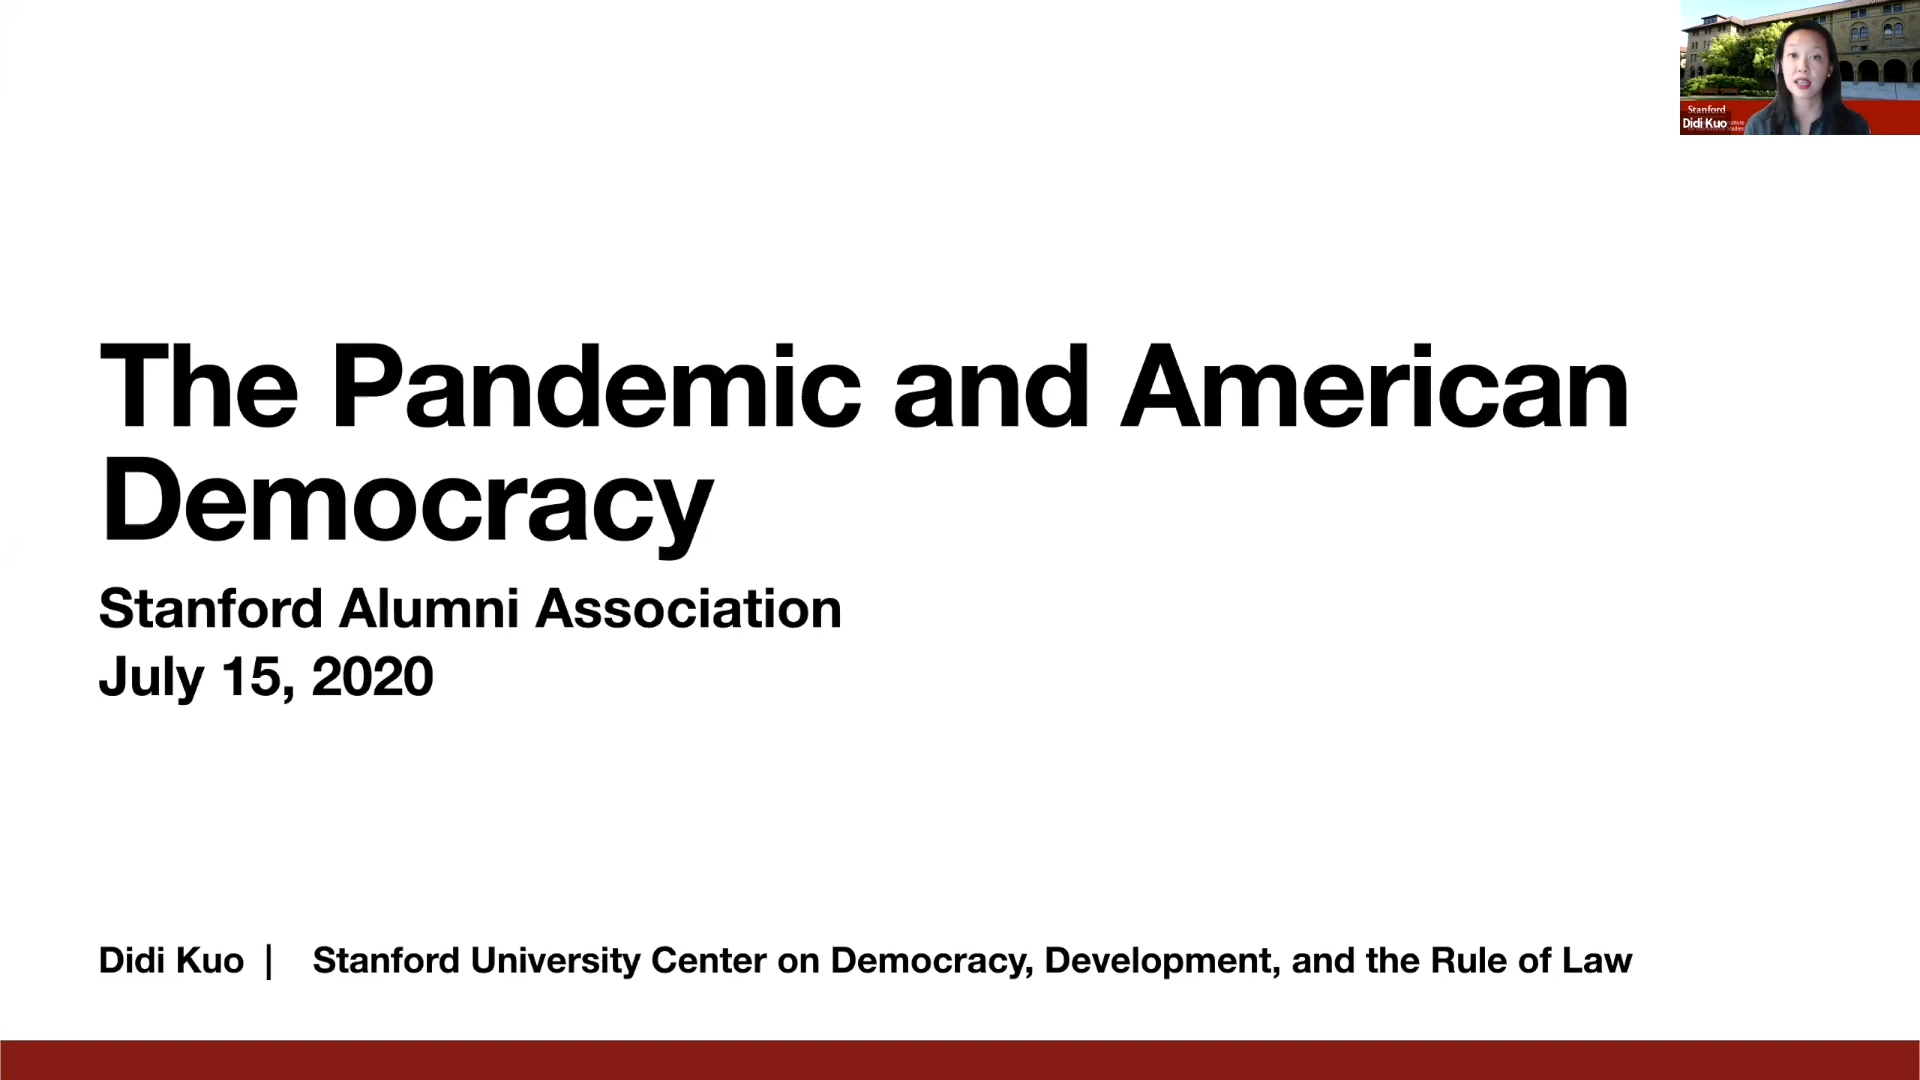 Stanford
Didi Kuo
The Pandemic and American
Democracy
Stanford Alumni Association
July 15, 2020
Didi Kuo | Stanford University Center on Democracy, Development, and the Rule of Law